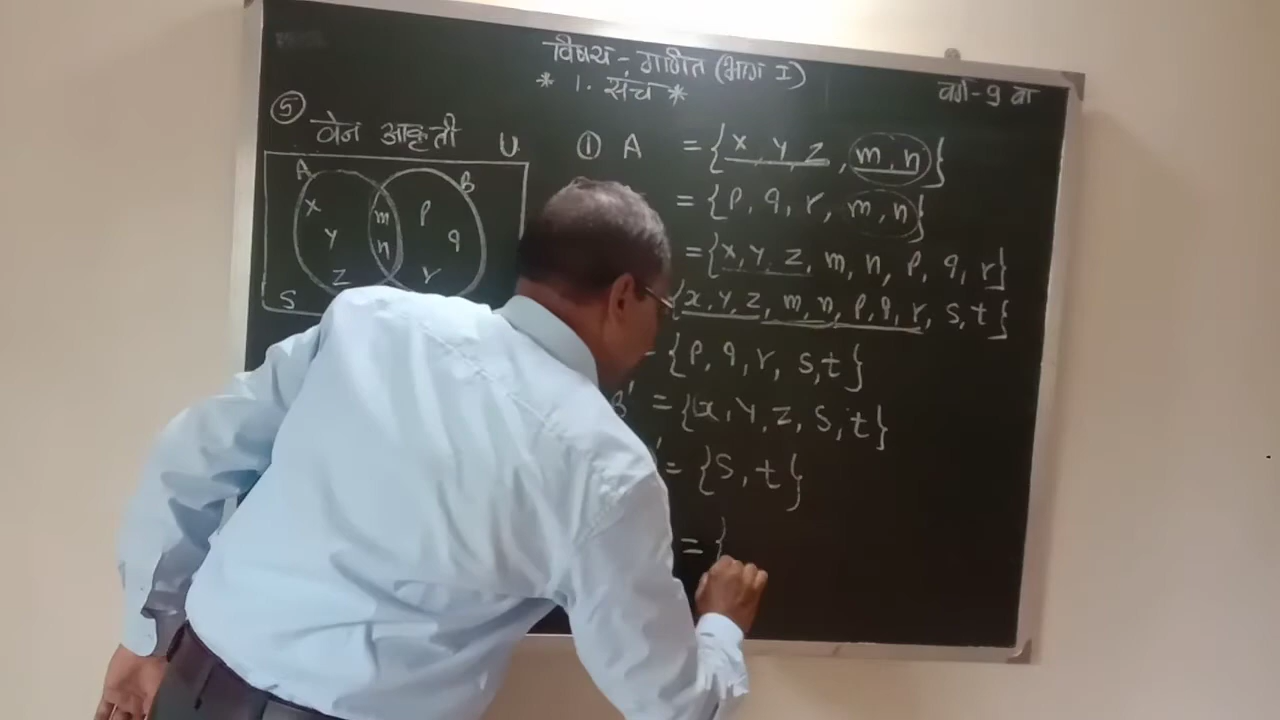 विषय :- गणित (भाग I)
* 1. संच *
वर्ग - 9 वा
⑤ वेन आकृती
U
A B
x m p
y n q
z r
S
① A = {x, y, z, m, n}
= {p, q, r, m, n}
= {x, y, z, m, n, p, q, r}
{x, y, z, m, n, p, q, r, s, t}
= {p, q, r, s, t}
B' = {x, y, z, s, t}
' = {s, t}
= {